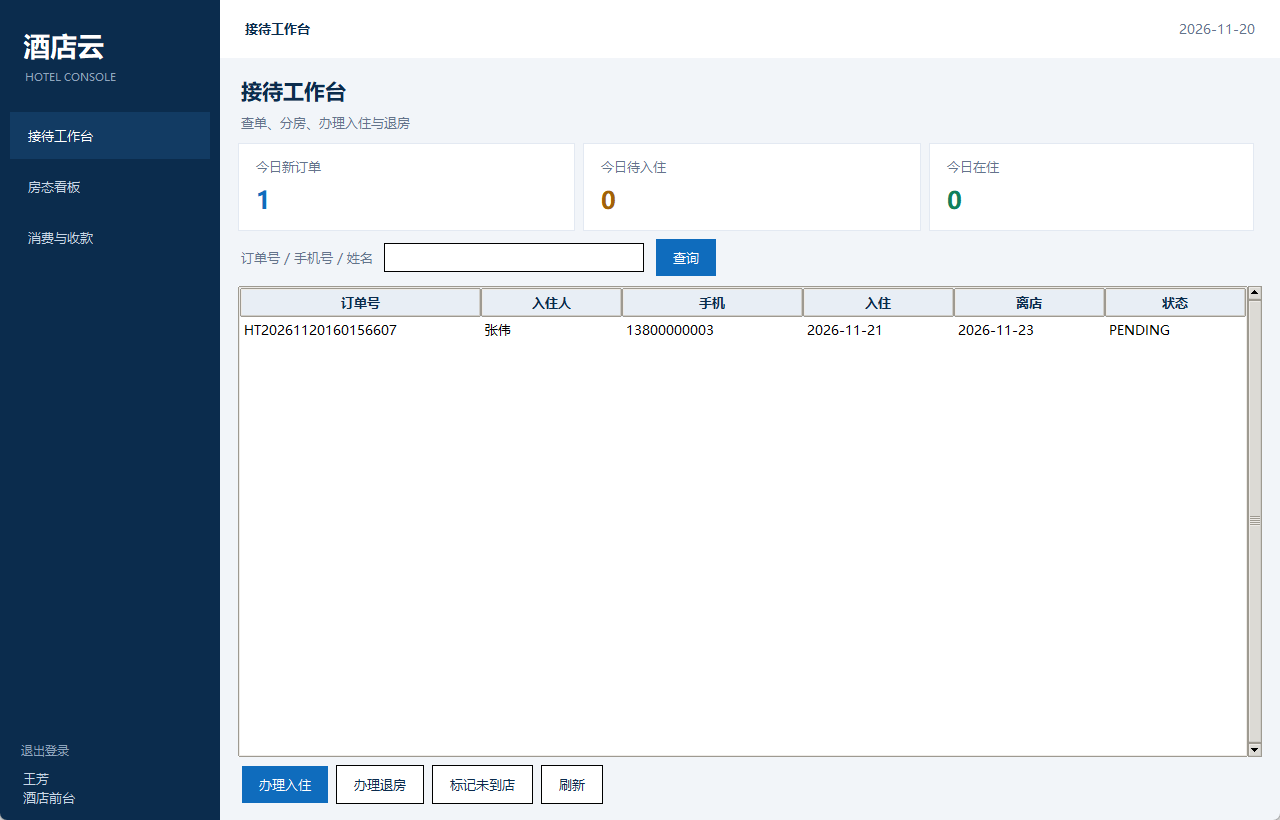 酒店云
HOTEL CONSOLE
接待工作台
房态看板
消费与收款
退出登录
王芳
酒店前台
接待工作台
2026-11-20
接待工作台
查单、分房、办理入住与退房
今日新订单
1
今日待入住
0
今日在住
0
订单号 / 手机号 / 姓名
查询
订单号 入住人 手机 入住 离店 状态
HT20261120160156607 张伟 13800000003 2026-11-21 2026-11-23 PENDING
办理入住 办理退房 标记未到店 刷新